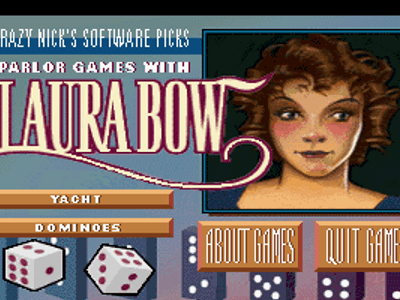 RAZY NICK'S SOFTWARE PICKS
PARLOR GAMES WITH
LAURA BOW
YACHT
DOMINOES
ABOUT GAMES
QUIT GAME